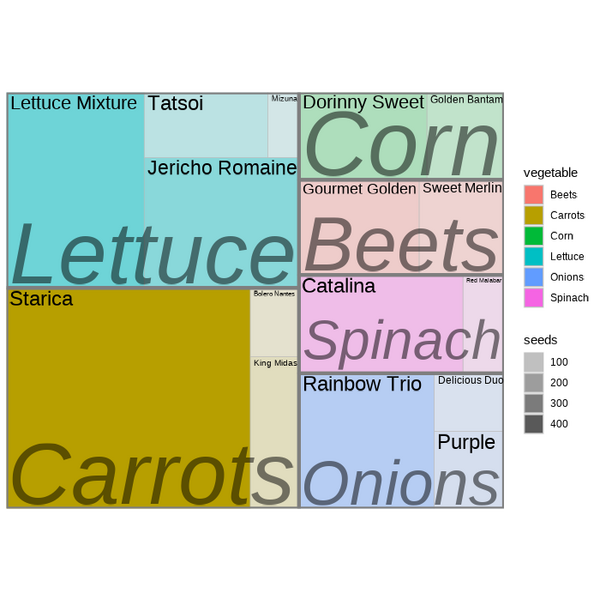 Lettuce Mixture
Tatsoi
Mizuna
Jericho Romaine
Lettuce
Starica
Bolero Nantes
King Midas
Carrots
Dorinny Sweet
Golden Bantam
Corn
Gourmet Golden
Sweet Merlin
Beets
Catalina
Red Malabar
Spinach
Rainbow Trio
Delicious Duo
Purple
Onions
vegetable
Beets
Carrots
Corn
Lettuce
Onions
Spinach
seeds
100
200
300
400